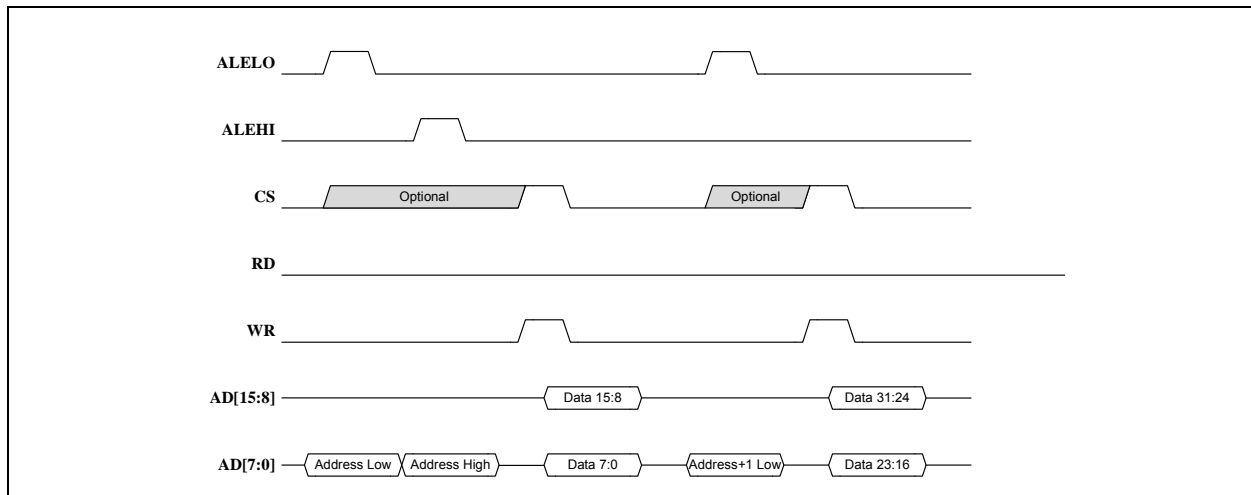 ALELO
ALEHI
CS Optional Optional
RD
WR
AD[15:8] Data 15:8 Data 31:24
AD[7:0] Address Low Address High Data 7:0 Address+1 Low Data 23:16